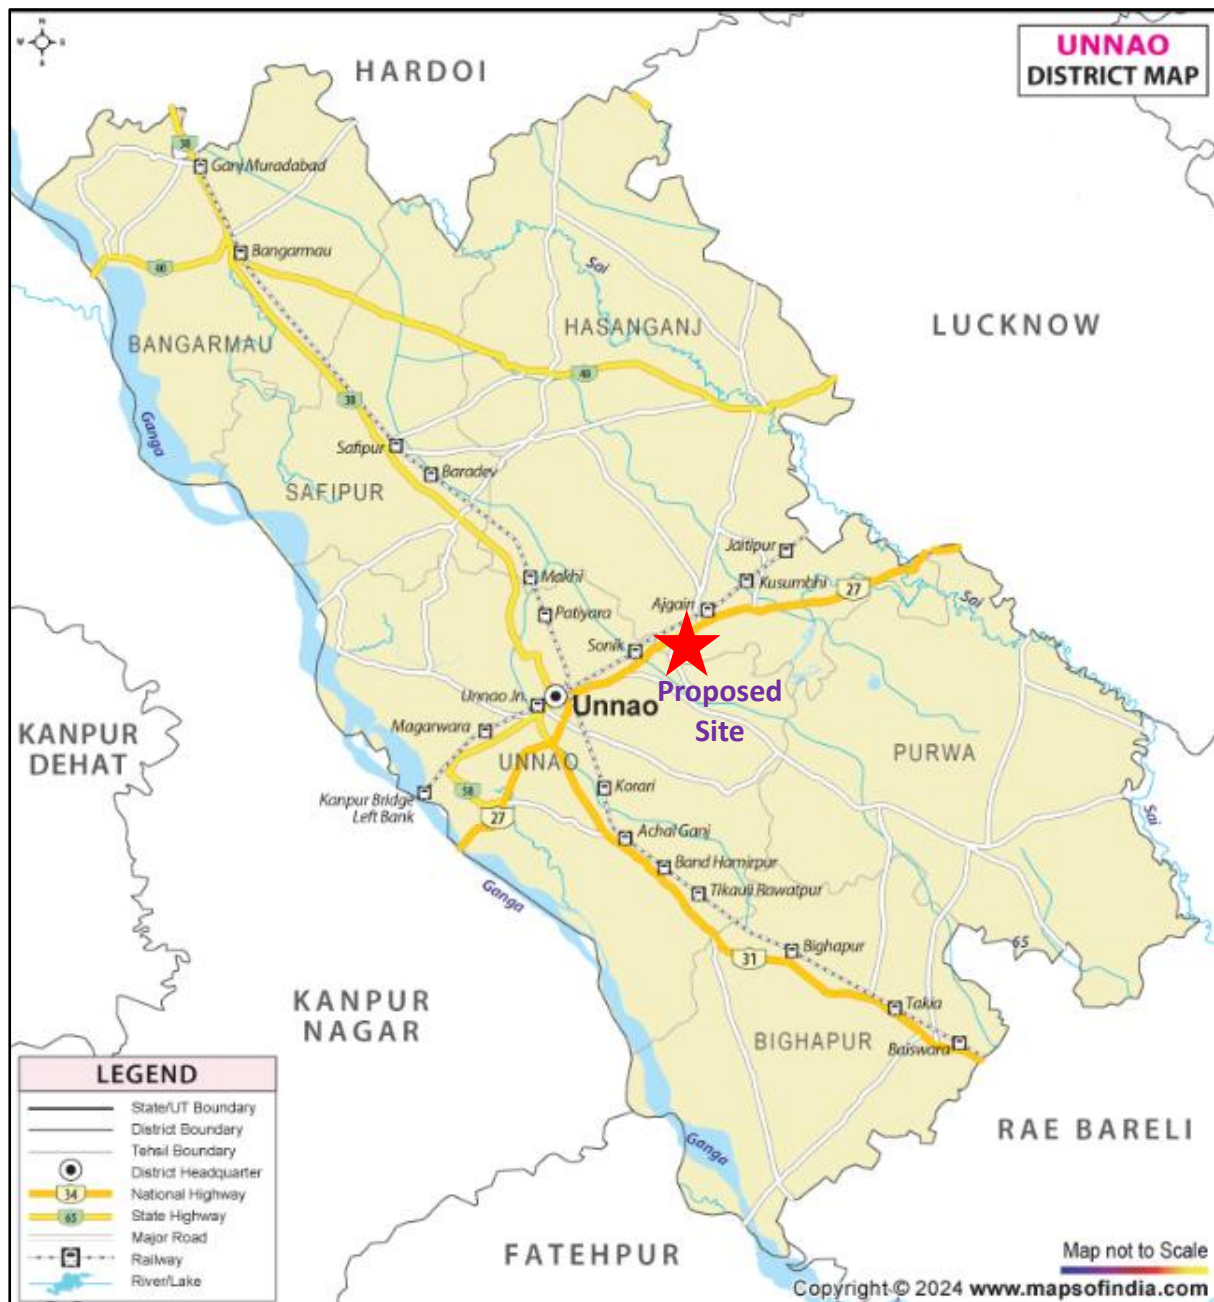 UNNAO
DISTRICT MAP
N
W
S
HARDOI
38
Ganj Muradabad
Bangarmau
40
Sai
HASANGANJ
LUCKNOW
BANGARMAU
40
38
Ganga
Safipur
Baradev
SAFIPUR
Jaitipur
Makhi
Kusumbhi
27
Sai
Ajgain
Patiyara
Sonik
Proposed
Site
Unnao Jn.
Unnao
Magarwara
KANPUR
DEHAT
UNNAO
PURWA
Kanpur Bridge
Left Bank
58
27
Korari
Sai
Achal Ganj
Band Hamirpur
Tikauli Rawatpur
Ganga
65
Bighapur
31
KANPUR
NAGAR
Takia
BIGHAPUR
Baiswara
LEGEND
State/UT Boundary
District Boundary
Tehsil Boundary
District Headquarter
34
National Highway
65
State Highway
Major Road
Railway
River/Lake
RAE BARELI
Ganga
FATEHPUR
Map not to Scale
Copyright © 2024 www.mapsofindia.com